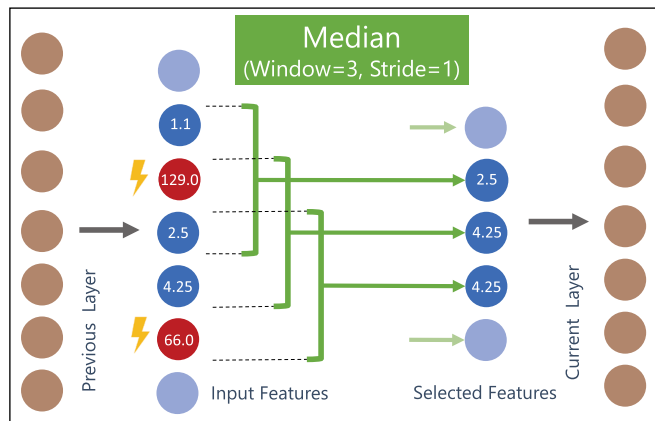 Median
(Window=3, Stride=1)
1.1
129.0
2.5
4.25
66.0
2.5
4.25
4.25
Previous Layer
Input Features
Selected Features
Current Layer